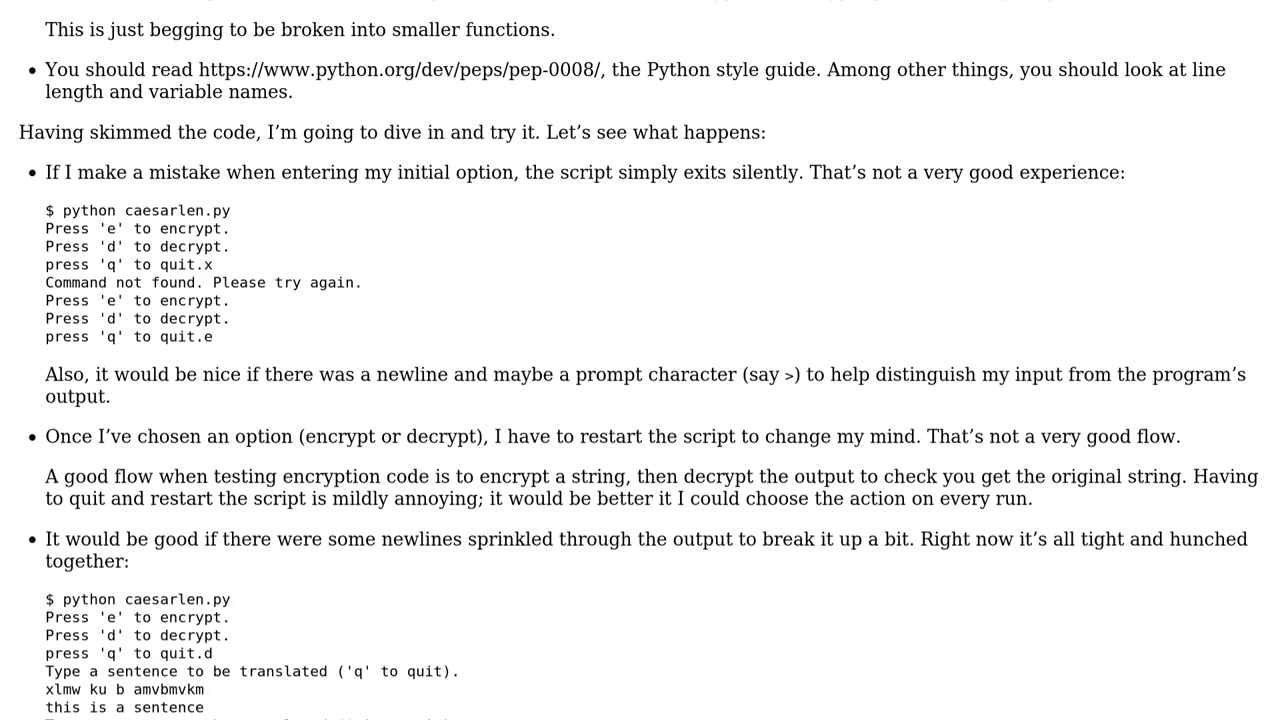 This is just begging to be broken into smaller functions.
• You should read https://www.python.org/dev/peps/pep-0008/, the Python style guide. Among other things, you should look at line
length and variable names.
Having skimmed the code, I’m going to dive in and try it. Let’s see what happens:
• If I make a mistake when entering my initial option, the script simply exits silently. That’s not a very good experience:
$ python caesarlen.py
Press 'e' to encrypt.
Press 'd' to decrypt.
press 'q' to quit.x
Command not found. Please try again.
Press 'e' to encrypt.
Press 'd' to decrypt.
press 'q' to quit.e
Also, it would be nice if there was a newline and maybe a prompt character (say >) to help distinguish my input from the program’s
output.
• Once I’ve chosen an option (encrypt or decrypt), I have to restart the script to change my mind. That’s not a very good flow.
A good flow when testing encryption code is to encrypt a string, then decrypt the output to check you get the original string. Having
to quit and restart the script is mildly annoying; it would be better it I could choose the action on every run.
• It would be good if there were some newlines sprinkled through the output to break it up a bit. Right now it’s all tight and hunched
together:
$ python caesarlen.py
Press 'e' to encrypt.
Press 'd' to decrypt.
press 'q' to quit.d
Type a sentence to be translated ('q' to quit).
xlmw ku b amvbmvkm
this is a sentence